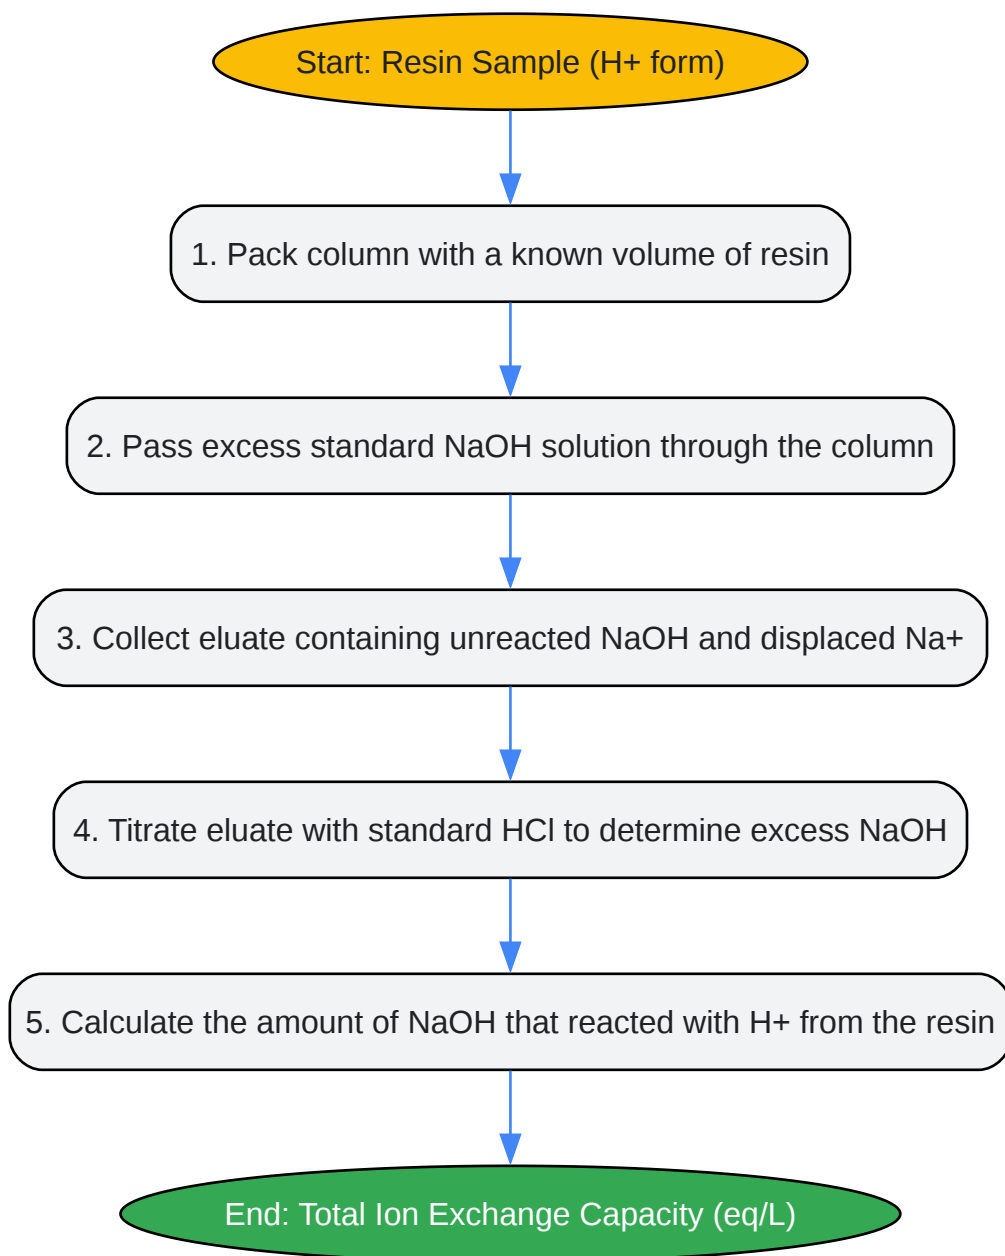 Start: Resin Sample (H+ form)
1. Pack column with a known volume of resin
2. Pass excess standard NaOH solution through the column
3. Collect eluate containing unreacted NaOH and displaced Na+
4. Titrate eluate with standard HCl to determine excess NaOH
5. Calculate the amount of NaOH that reacted with H+ from the resin
End: Total Ion Exchange Capacity (eq/L)